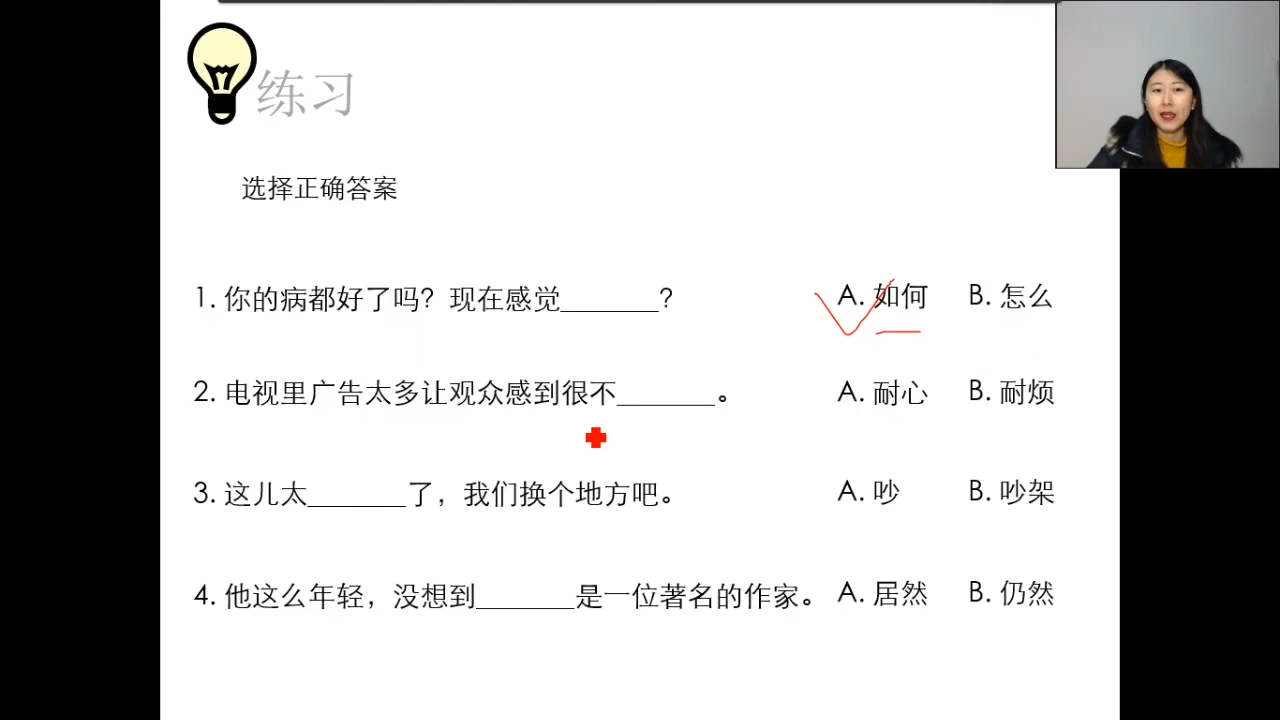 练习
选择正确答案
1. 你的病都好了吗？现在感觉_______？ A. 如何 B. 怎么
2. 电视里广告太多让观众感到很不_______。 A. 耐心 B. 耐烦
3. 这儿太_______了，我们换个地方吧。 A. 吵 B. 吵架
4. 他这么年轻，没想到_______是一位著名的作家。 A. 居然 B. 仍然